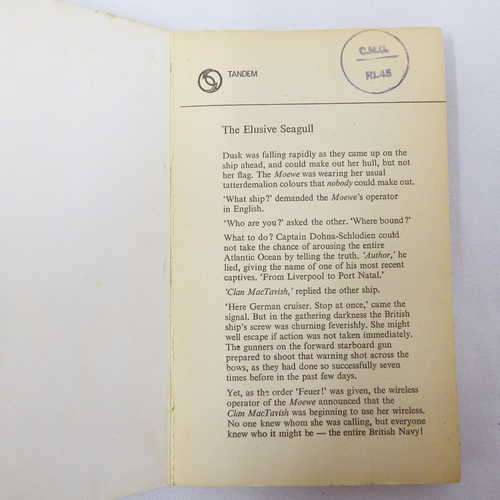 TANDEM
C.M.G.
R1.45
The Elusive Seagull
Dusk was falling rapidly as they came up on the
ship ahead, and could make out her hull, but not
her flag. The Moewe was wearing her usual
tatterdemalion colours that nobody could make out.
'What ship?' demanded the Moewe's operator
in English.
'Who are you?' asked the other. 'Where bound?'
What to do? Captain Dohna-Schlodien could
not take the chance of arousing the entire
Atlantic Ocean by telling the truth. 'Author,' he
lied, giving the name of one of his most recent
captives. 'From Liverpool to Port Natal.'
'Clan MacTavish,' replied the other ship.
'Here German cruiser. Stop at once,' came the
signal. But in the gathering darkness the British
ship's screw was churning feverishly. She might
well escape if action was not taken immediately.
The gunners on the forward starboard gun
prepared to shoot that warning shot across the
bows, as they had done so successfully seven
times before in the past few days.
Yet, as the order 'Feuer!' was given, the wireless
operator of the Moewe announced that the
Clan MacTavish was beginning to use her wireless.
No one knew whom she was calling, but everyone
knew who it might be — the entire British Navy!